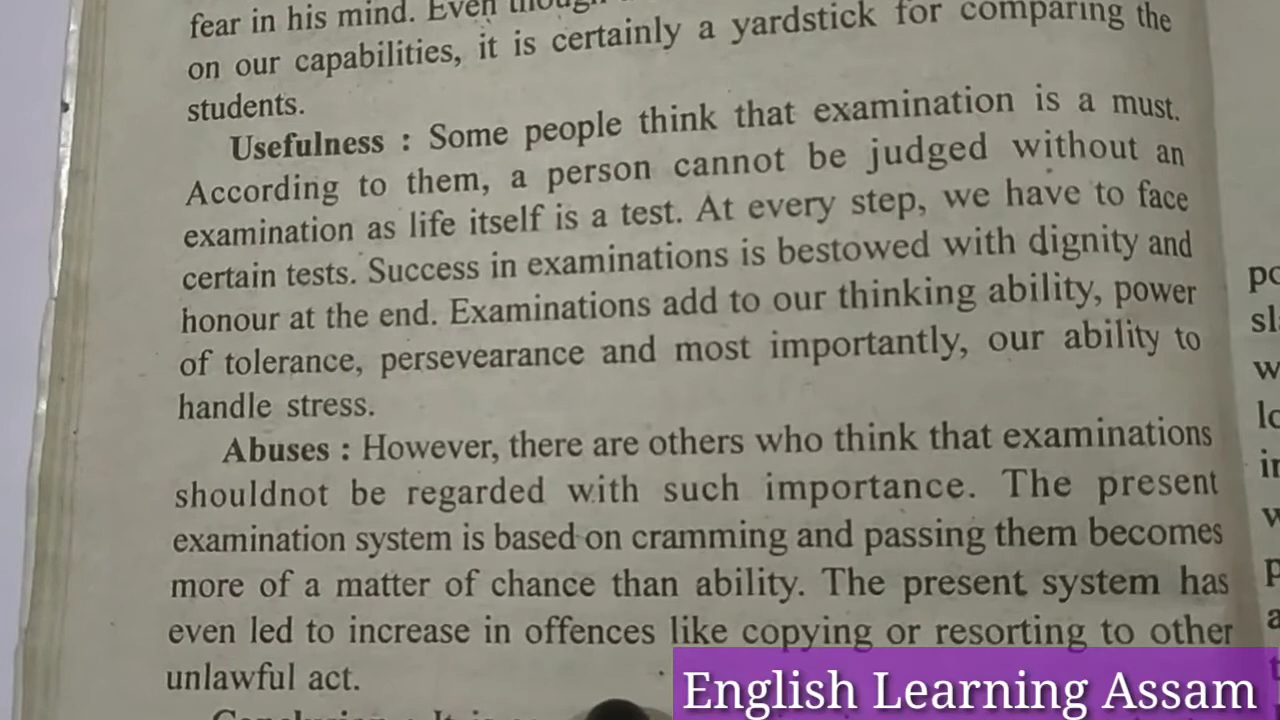 fear in his mind. Even though
on our capabilities, it is certainly a yardstick for comparing the
students.
Usefulness : Some people think that examination is a must.
According to them, a person cannot be judged without an
examination as life itself is a test. At every step, we have to face
certain tests. Success in examinations is bestowed with dignity and
honour at the end. Examinations add to our thinking ability, power
of tolerance, persevearance and most importantly, our ability to
handle stress.
Abuses : However, there are others who think that examinations
shouldnot be regarded with such importance. The present
examination system is based on cramming and passing them becomes
more of a matter of chance than ability. The present system has
even led to increase in offences like copying or resorting to other
unlawful act.
English Learning Assam